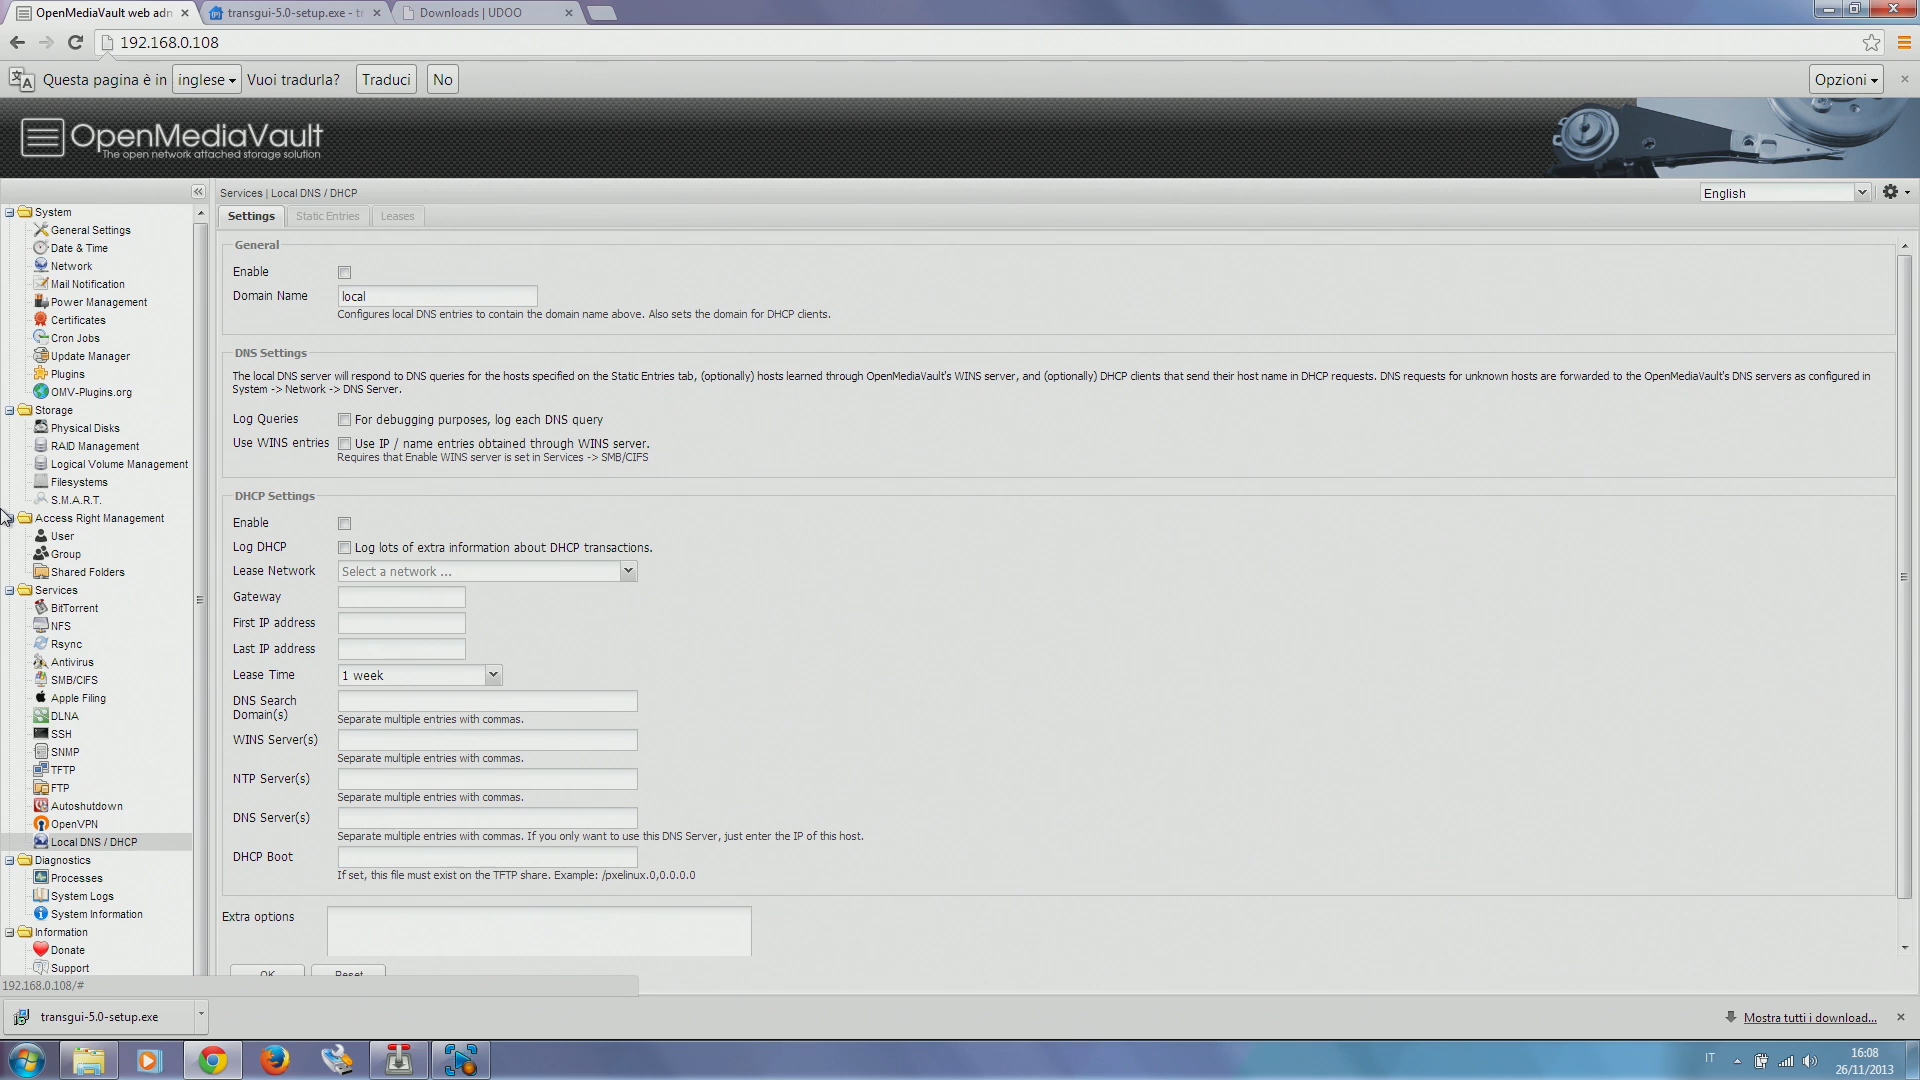 OpenMediaVault web adn
transgui-5.0-setup.exe - tr
Downloads | UDOO
192.168.0.108
Questa pagina è in inglese Vuoi tradurla? Traduci No Opzioni
OpenMediaVault
The open network attached storage solution
Services | Local DNS / DHCP
English
System
General Settings
Date & Time
Network
Mail Notification
Power Management
Certificates
Cron Jobs
Update Manager
Plugins
OMV-Plugins.org
Storage
Physical Disks
RAID Management
Logical Volume Management
Filesystems
S.M.A.R.T.
Access Right Management
User
Group
Shared Folders
Services
BitTorrent
NFS
Rsync
Antivirus
SMB/CIFS
Apple Filing
DLNA
SSH
SNMP
TFTP
FTP
Autoshutdown
OpenVPN
Local DNS / DHCP
Diagnostics
Processes
System Logs
System Information
Information
Donate
Support
Settings Static Entries Leases
General
Enable
Domain Name local
Configures local DNS entries to contain the domain name above. Also sets the domain for DHCP clients.
DNS Settings
The local DNS server will respond to DNS queries for the hosts specified on the Static Entries tab, (optionally) hosts learned through OpenMediaVault's WINS server, and (optionally) DHCP clients that send their host name in DHCP requests. DNS requests for unknown hosts are forwarded to the OpenMediaVault's DNS servers as configured in
System -> Network -> DNS Server.
Log Queries For debugging purposes, log each DNS query
Use WINS entries Use IP / name entries obtained through WINS server.
Requires that Enable WINS server is set in Services -> SMB/CIFS
DHCP Settings
Enable
Log DHCP Log lots of extra information about DHCP transactions.
Lease Network Select a network ...
Gateway
First IP address
Last IP address
Lease Time 1 week
DNS Search
Domain(s)
Separate multiple entries with commas.
WINS Server(s)
Separate multiple entries with commas.
NTP Server(s)
Separate multiple entries with commas.
DNS Server(s)
Separate multiple entries with commas. If you only want to use this DNS Server, just enter the IP of this host.
DHCP Boot
If set, this file must exist on the TFTP share. Example: /pxelinux.0,0.0.0.0
Extra options
OK Reset
192.168.0.108/#
transgui-5.0-setup.exe
Mostra tutti i download...
IT
16:08
26/11/2013